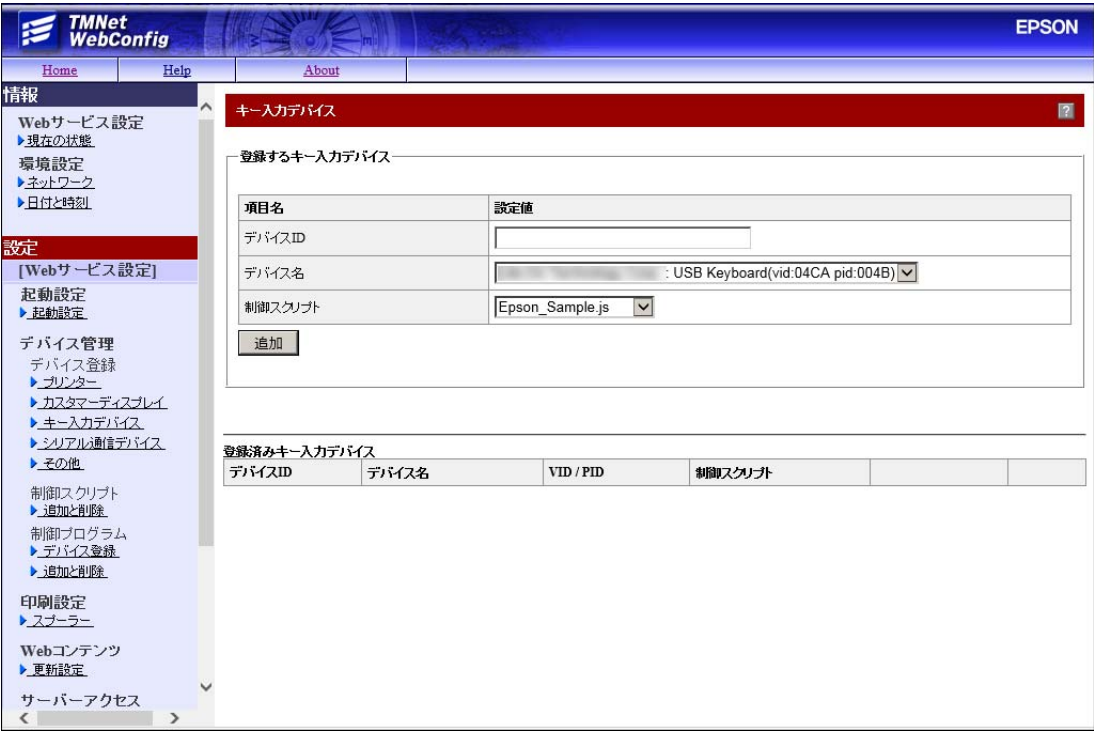 TMNet
WebConfig
EPSON
Home Help About
情報
Webサービス設定
現在の状態
環境設定
ネットワーク
日付と時刻
設定
[Webサービス設定]
起動設定
起動設定
デバイス管理
デバイス登録
プリンター
カスタマーディスプレイ
キー入力デバイス
シリアル通信デバイス
その他
制御スクリプト
追加と削除
制御プログラム
デバイス登録
追加と削除
印刷設定
スプーラー
Webコンテンツ
更新設定
サーバーアクセス
キー入力デバイス ?
登録するキー入力デバイス
項目名 設定値
デバイスID
デバイス名 : USB Keyboard(vid:04CA pid:004B)
制御スクリプト Epson_Sample.js
追加
登録済みキー入力デバイス
デバイスID デバイス名 VID / PID 制御スクリプト